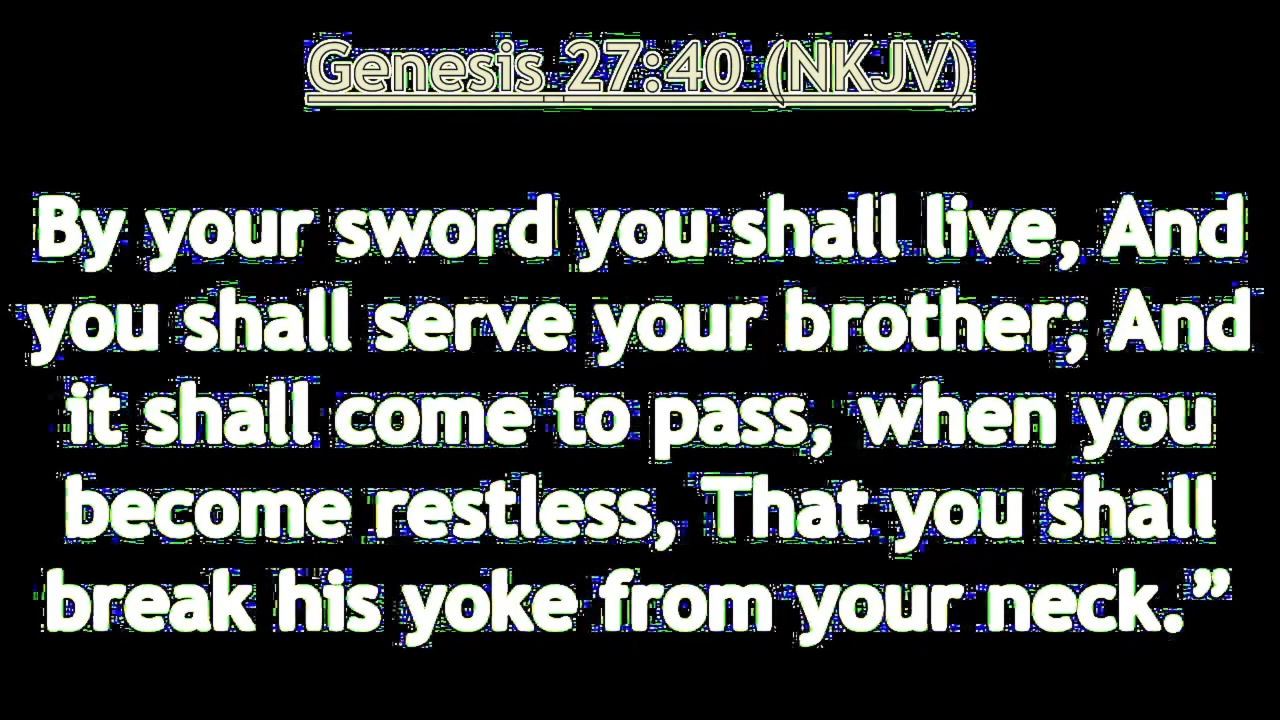 Genesis 27:40 (NKJV)
By your sword you shall live, And
you shall serve your brother; And
it shall come to pass, when you
become restless, That you shall
break his yoke from your neck.”